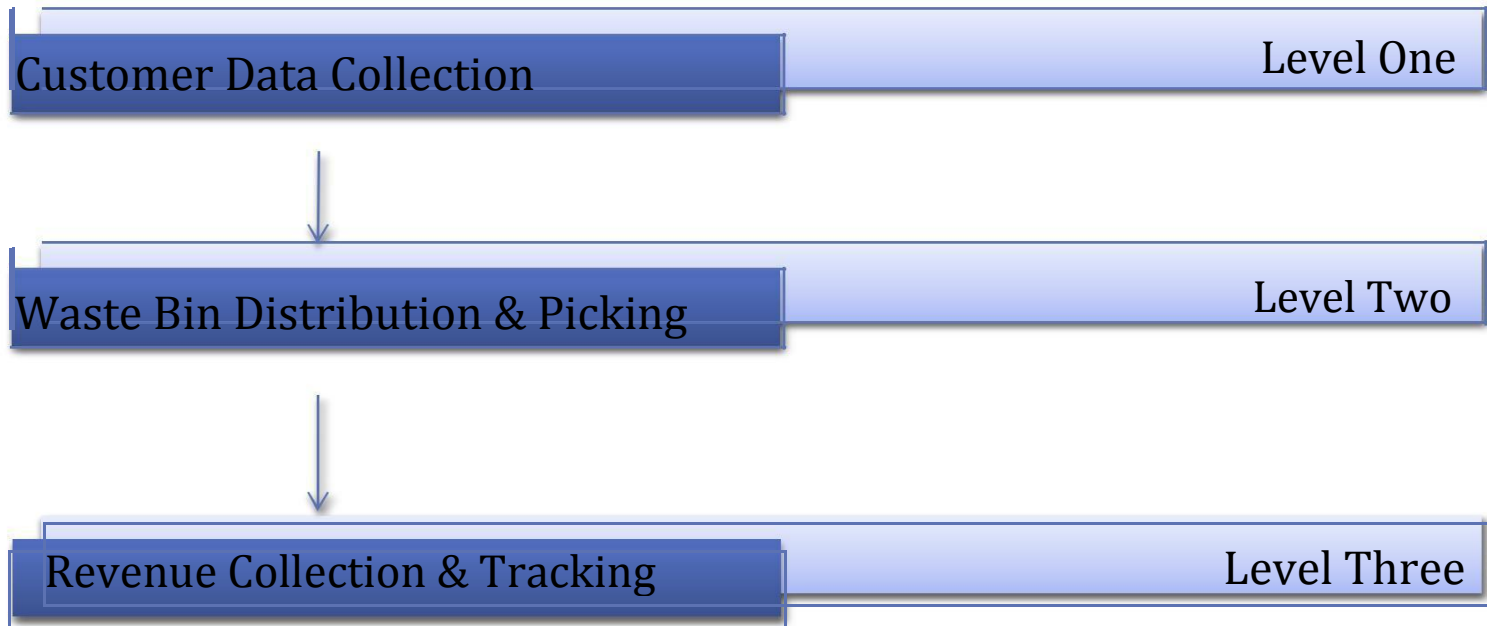 Customer Data Collection
Level One
Waste Bin Distribution & Picking
Level Two
Revenue Collection & Tracking
Level Three